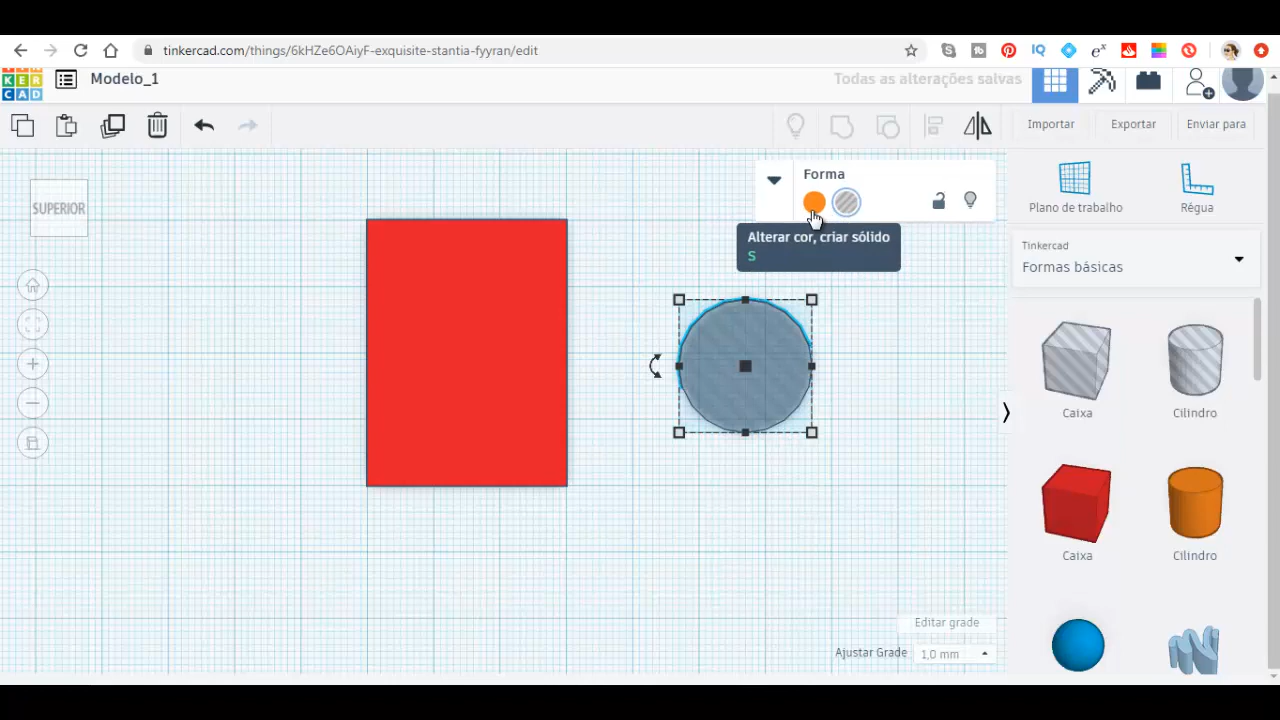 tinkercad.com/things/6kHZe6OAiyF-exquisite-stantia-fyyran/edit
IQ
eˣ
KER
CAD
Modelo_1
Todas as alterações salvas
Importar
Exportar
Enviar para
SUPERIOR
Forma
Alterar cor, criar sólido
S
Plano de trabalho
Régua
Tinkercad
Formas básicas
Caixa
Cilindro
Caixa
Cilindro
Editar grade
Ajustar Grade
1,0 mm